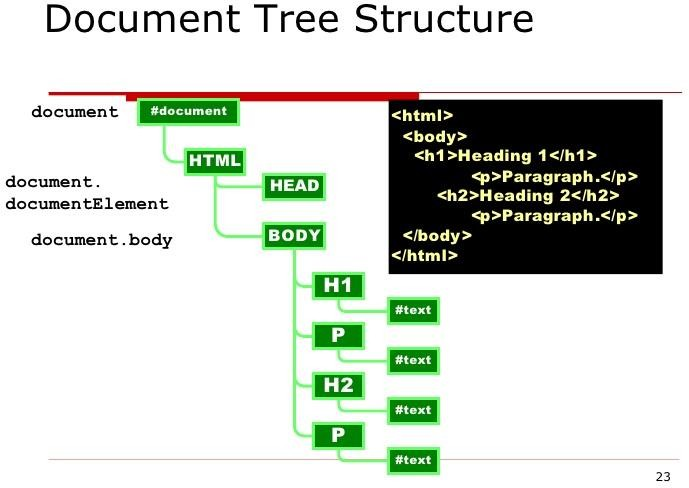 Document Tree Structure
document
#document
HTML
document.
documentElement
HEAD
document.body
BODY
H1
#text
P
#text
H2
#text
P
#text
<html>
<body>
<h1>Heading 1</h1>
<p>Paragraph.</p>
<h2>Heading 2</h2>
<p>Paragraph.</p>
</body>
</html>
23